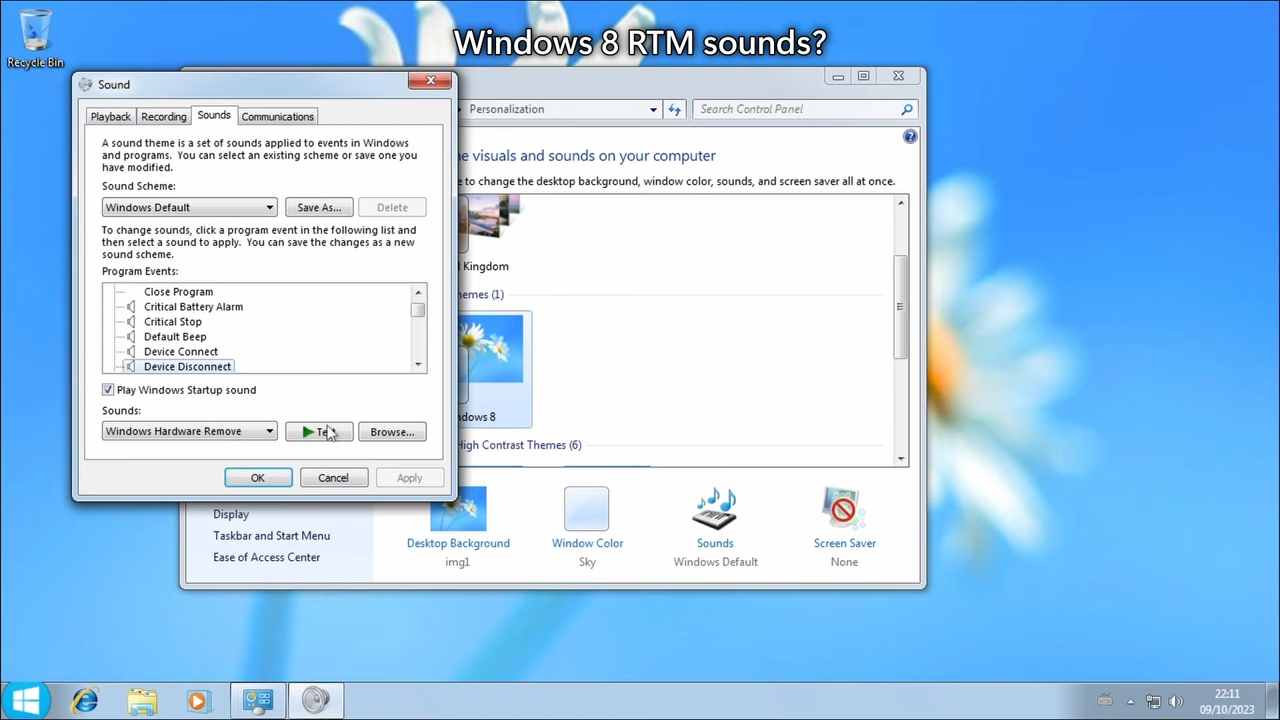 Windows 8 RTM sounds?
Recycle Bin
Sound
Playback
Recording
Sounds
Communications
A sound theme is a set of sounds applied to events in Windows
and programs. You can select an existing scheme or save one you
have modified.
Sound Scheme:
Windows Default
Save As...
Delete
To change sounds, click a program event in the following list and
then select a sound to apply. You can save the changes as a new
sound scheme.
Program Events:
Close Program
Critical Battery Alarm
Critical Stop
Default Beep
Device Connect
Device Disconnect
Play Windows Startup sound
Sounds:
Windows Hardware Remove
Browse...
OK
Cancel
Apply
Personalization
Search Control Panel
e visuals and sounds on your computer
e to change the desktop background, window color, sounds, and screen saver all at once.
Kingdom
emes (1)
ndows 8
High Contrast Themes (6)
Display
Taskbar and Start Menu
Ease of Access Center
Desktop Background
img1
Window Color
Sky
Sounds
Windows Default
Screen Saver
None
22:11
09/10/2023